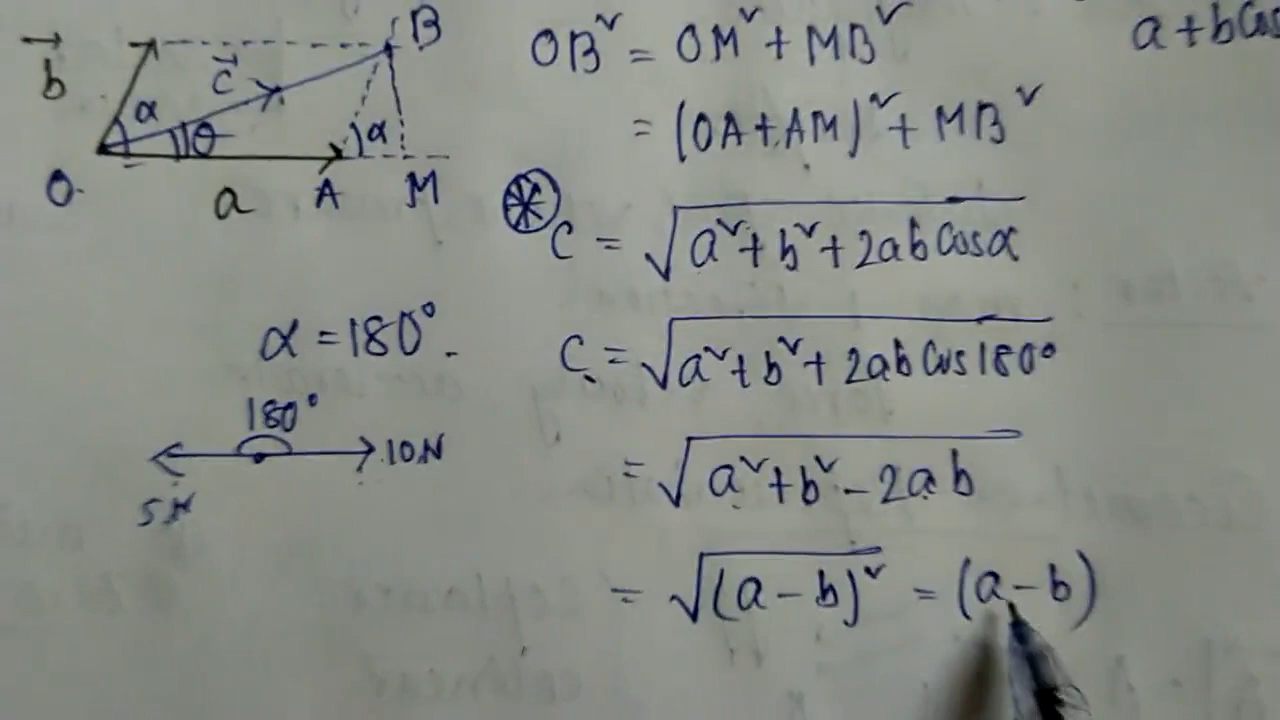 B
b c α θ α
O a A M
α = 180°.
180°
10N
5N
OB² = OM² + MB²
= (OA+AM)² + MB²
C = √a²+b²+2ab Cosα
C = √a²+b²+2ab Cos180°
= √a²+b²-2ab
= √(a-b)² = (a-b)
a+b